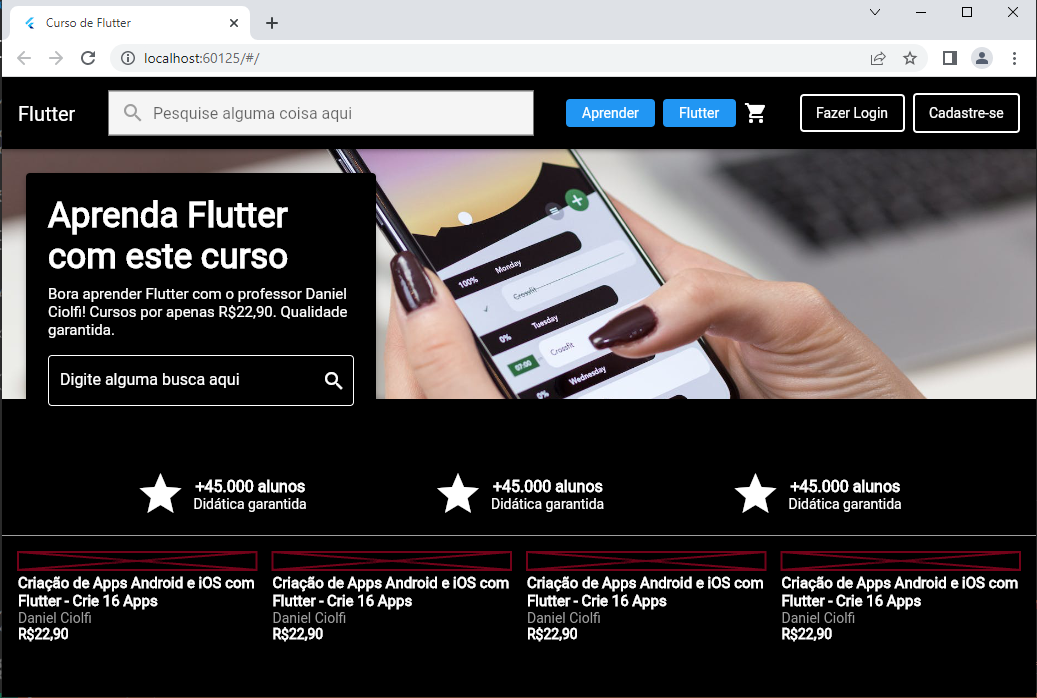 Curso de Flutter
localhost:60125/#/
Flutter
Pesquise alguma coisa aqui
Aprender
Flutter
Fazer Login
Cadastre-se
Aprenda Flutter
com este curso
Bora aprender Flutter com o professor Daniel
Ciolfi! Cursos por apenas R$22,90. Qualidade
garantida.
Digite alguma busca aqui
100% Monday
Crossfit
0% Tuesday
07:00 Crossfit
0% Wednesday
0%
+45.000 alunos
Didática garantida
+45.000 alunos
Didática garantida
+45.000 alunos
Didática garantida
Criação de Apps Android e iOS com
Flutter - Crie 16 Apps
Daniel Ciolfi
R$22,90
Criação de Apps Android e iOS com
Flutter - Crie 16 Apps
Daniel Ciolfi
R$22,90
Criação de Apps Android e iOS com
Flutter - Crie 16 Apps
Daniel Ciolfi
R$22,90
Criação de Apps Android e iOS com
Flutter - Crie 16 Apps
Daniel Ciolfi
R$22,90